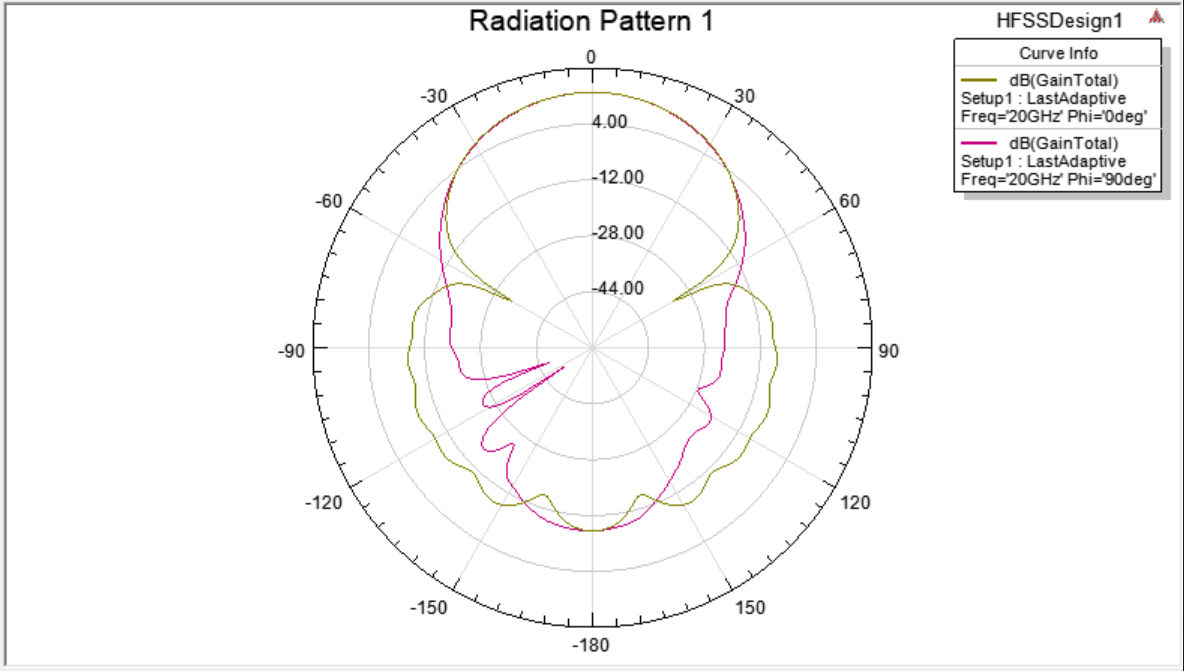 Radiation Pattern 1
HFSSDesign1
Curve Info
dB(GainTotal)
Setup1 : LastAdaptive
Freq='20GHz' Phi='0deg'
dB(GainTotal)
Setup1 : LastAdaptive
Freq='20GHz' Phi='90deg'
0
-30
30
4.00
-12.00
-60
60
-28.00
-44.00
-90
90
-120
120
-150
150
-180